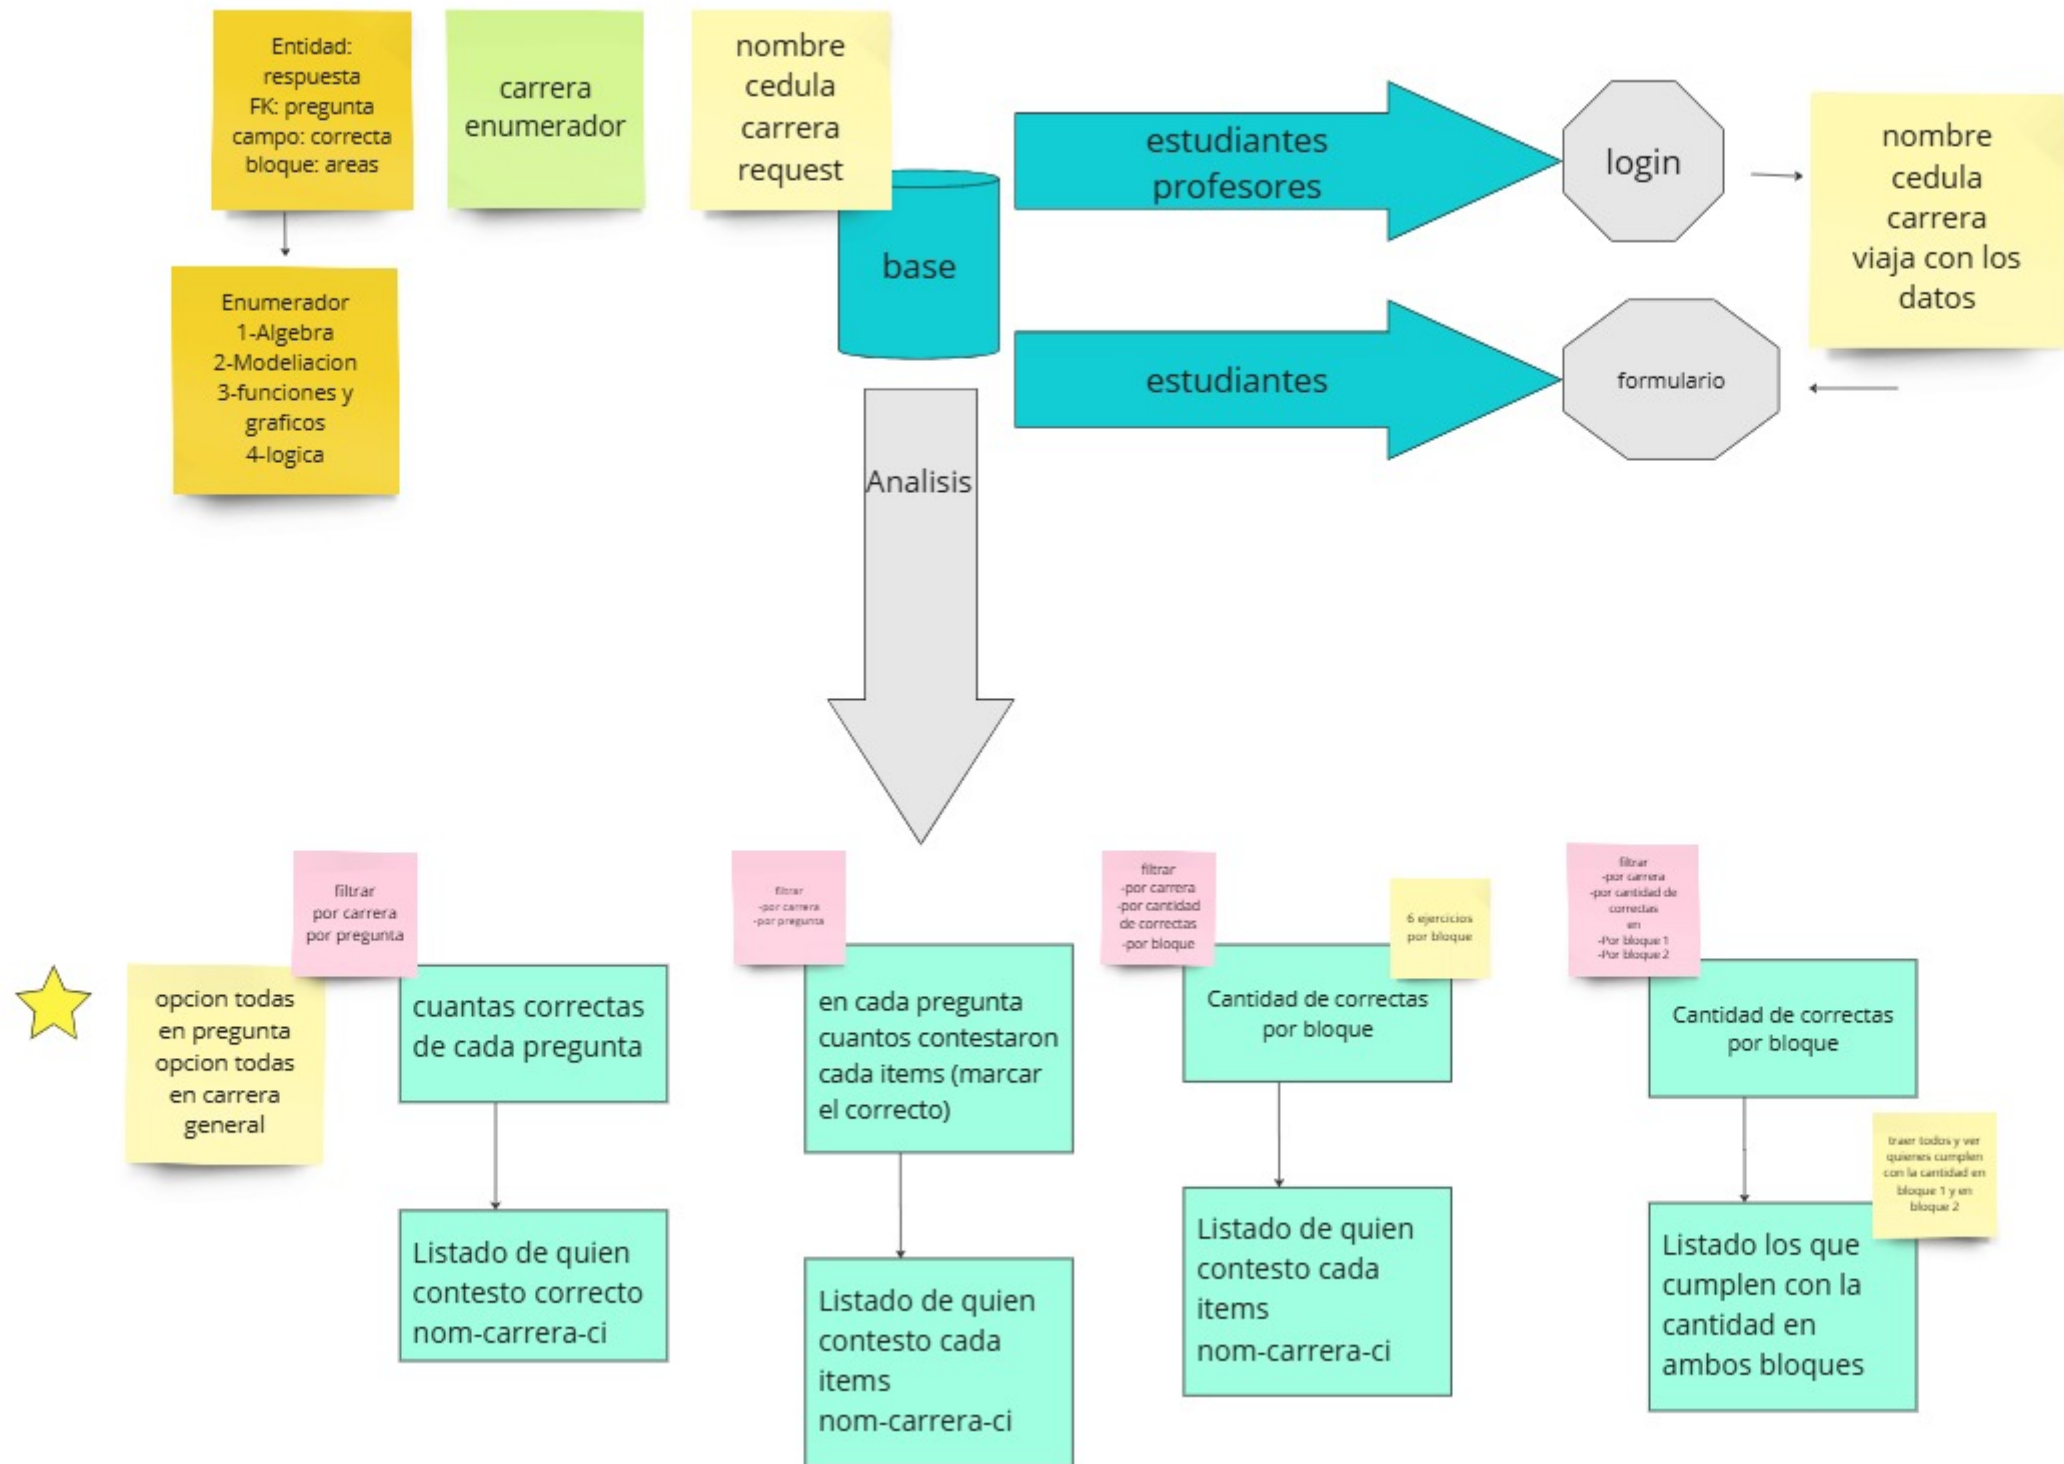 Entidad:
respuesta
FK: pregunta
campo: correcta
bloque: areas
carrera
enumerador
nombre
cedula
carrera
request
base
estudiantes
profesores
login
nombre
cedula
carrera
viaja con los
datos
Enumerador
1-Algebra
2-Modeliacion
3-funciones y
graficos
4-logica
estudiantes
formulario
Analisis
filtrar
por carrera
por pregunta
opcion todas
en pregunta
opcion todas
en carrera
general
cuantas correctas
de cada pregunta
Listado de quien
contesto correcto
nom-carrera-ci
filtrar
-por carrera
-por pregunta
en cada pregunta
cuantos contestaron
cada items (marcar
el correcto)
Listado de quien
contesto cada
items
nom-carrera-ci
filtrar
-por carrera
-por cantidad
de correctas
-por bloque
6 ejercicios
por bloque
Cantidad de correctas
por bloque
Listado de quien
contesto cada
items
nom-carrera-ci
filtrar
-por carrera
-por cantidad de
correctas
en
-Por bloque 1
-Por bloque 2
Cantidad de correctas
por bloque
traer todos y ver
quienes cumplen
con la cantidad en
bloque 1 y en
bloque 2
Listado los que
cumplen con la
cantidad en
ambos bloques